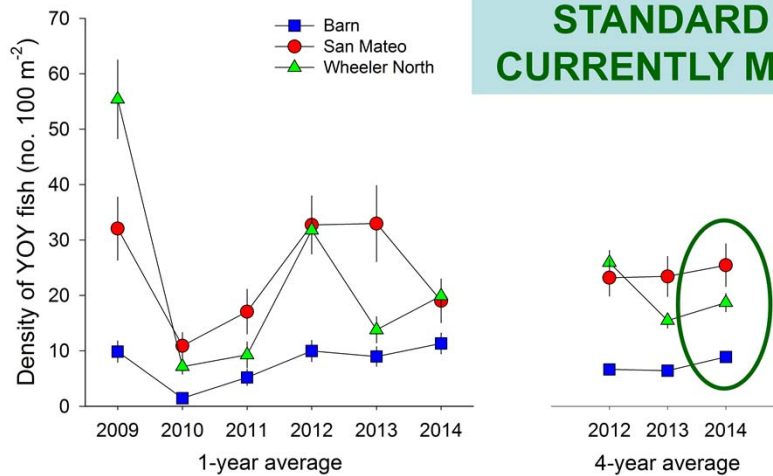 STANDARD
CURRENTLY M
Barn
San Mateo
Wheeler North
Density of YOY fish (no. 100 m⁻²)
70
60
50
40
30
20
10
0
2009 2010 2011 2012 2013 2014
1-year average
2012 2013 2014
4-year average